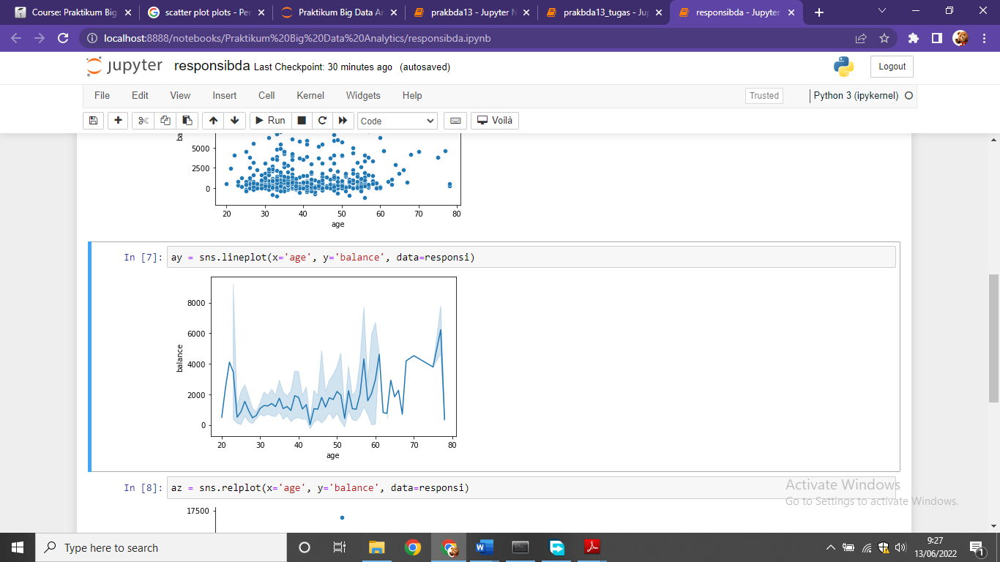 Course: Praktikum Big
scatter plot plots - Per
Praktikum Big Data An
prakbda13 - Jupyter N
prakbda13_tugas - Jup
responsibda - Jupyter
localhost:8888/notebooks/Praktikum%20Big%20Data%20Analytics/responsibda.ipynb
jupyter responsibda Last Checkpoint: 30 minutes ago (autosaved)
Logout
File Edit View Insert Cell Kernel Widgets Help
Trusted
Python 3 (ipykernel)
Run
Code
Voilà
ba
5000
2500
0
20 30 40 50 60 70 80
age
In [7]: ay = sns.lineplot(x='age', y='balance', data=responsi)
8000
6000
4000
2000
0
balance
20 30 40 50 60 70 80
age
In [8]: az = sns.relplot(x='age', y='balance', data=responsi)
17500
Activate Windows
Go to Settings to activate Windows.
Type here to search
9:27
13/06/2022
1